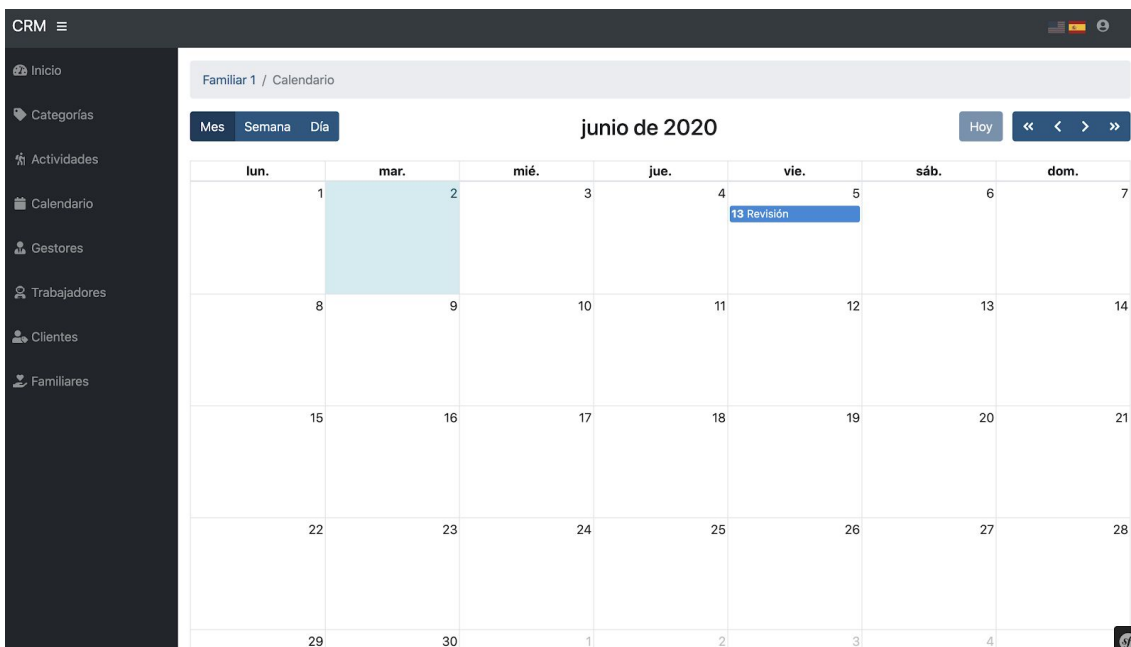 CRM
Inicio
Categorías
Actividades
Calendario
Gestores
Trabajadores
Clientes
Familiares
Familiar 1 / Calendario
Mes Semana Día
junio de 2020
Hoy « < > »
lun. mar. mié. jue. vie. sáb. dom.
1 2 3 4 5 6 7
13 Revisión
8 9 10 11 12 13 14
15 16 17 18 19 20 21
22 23 24 25 26 27 28
29 30 1 2 3 4
sf